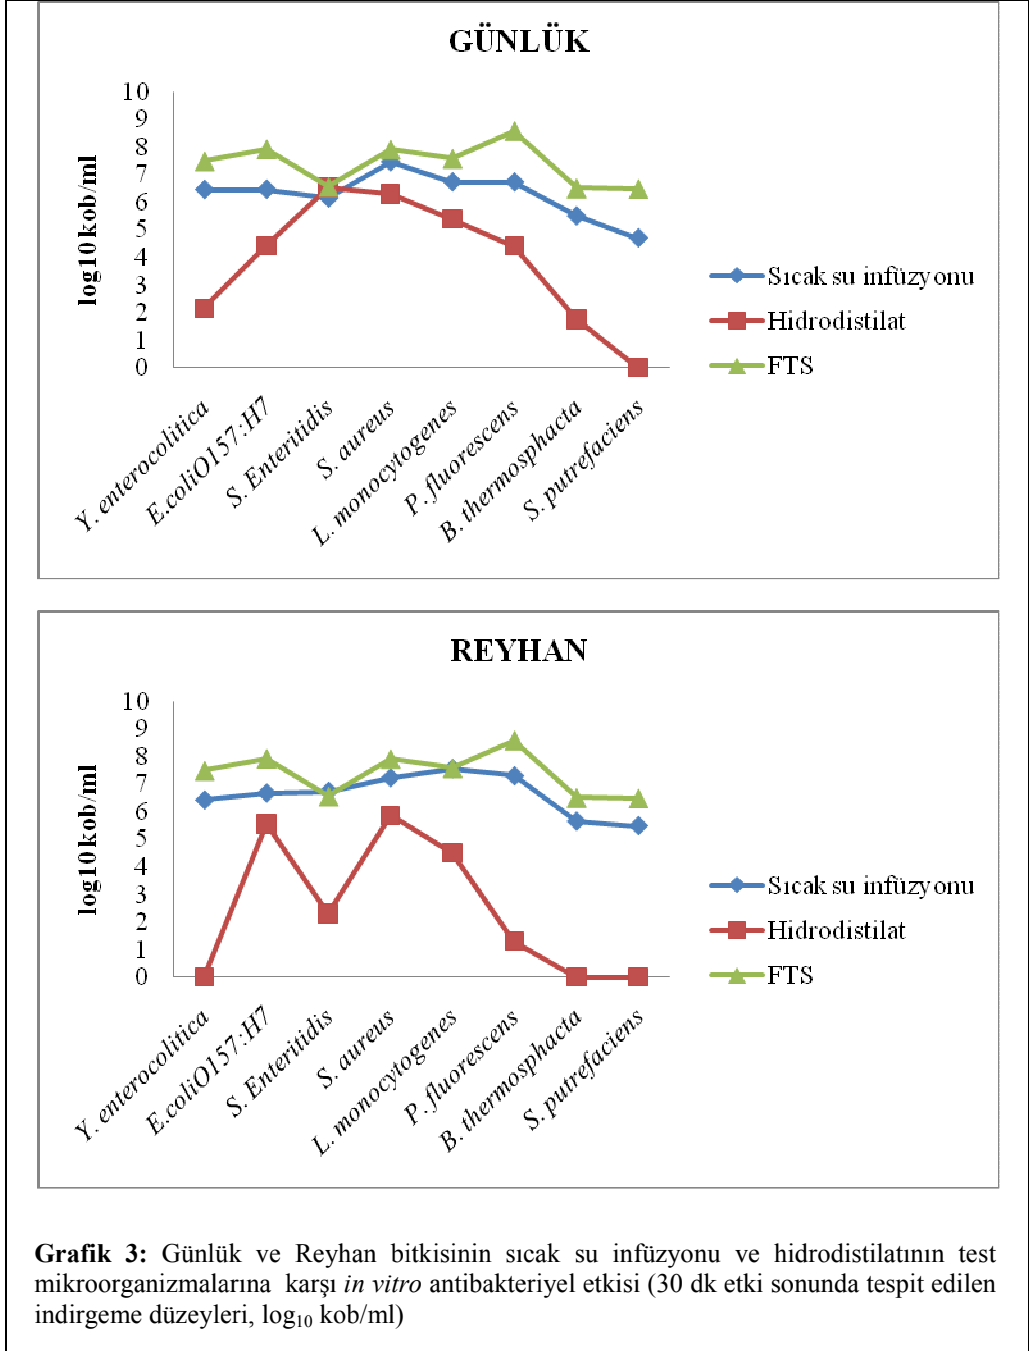 GÜNLÜK
log10 kob/ml
10
9
8
7
6
5
4
3
2
1
0
Y. enterocolitica
E.coliO157:H7
S. Enteritidis
S. aureus
L. monocytogenes
P. fluorescens
B. thermosphacta
S. putrefaciens
Sıcak su infüzyonu
Hidrodistilat
FTS
REYHAN
log10 kob/ml
10
9
8
7
6
5
4
3
2
1
0
Y. enterocolitica
E.coliO157:H7
S. Enteritidis
S. aureus
L. monocytogenes
P. fluorescens
B. thermosphacta
S. putrefaciens
Sıcak su infüzyonu
Hidrodistilat
FTS
Grafik 3: Günlük ve Reyhan bitkisinin sıcak su infüzyonu ve hidrodistilatının test
mikroorganizmalarına karşı in vitro antibakteriyel etkisi (30 dk etki sonunda tespit edilen
indirgeme düzeyleri, log₁₀ kob/ml)